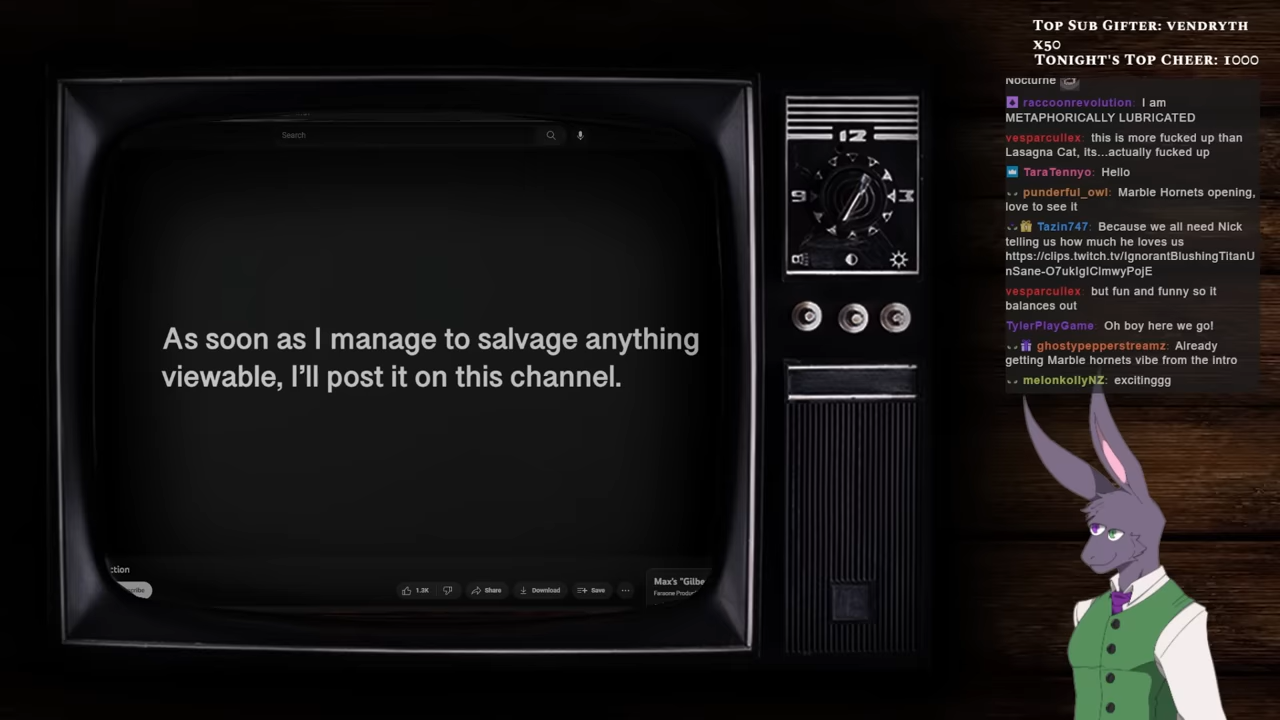 Top Sub Gifter: vendryth
x50
Tonight's Top Cheer: 1000
Nocturne
raccoonrevolution: I am
METAPHORICALLY LUBRICATED
vesparcullex: this is more fucked up than
Lasagna Cat, its...actually fucked up
TaraTennyo: Hello
punderful_owl: Marble Hornets opening,
love to see it
Tazin747: Because we all need Nick
telling us how much he loves us
https://clips.twitch.tv/IgnorantBlushingTitanU
vesparcullex: but fun and funny so it
balances out
TylerPlayGame: Oh boy here we go!
ghostypepperstreamz: Already
getting Marble hornets vibe from the intro
melonkollyNZ: excitinggg
Search
12
9
3
As soon as I manage to salvage anything
viewable, I'll post it on this channel.
ction
1.3K
Share
Download
Save
Max's "Gilbe